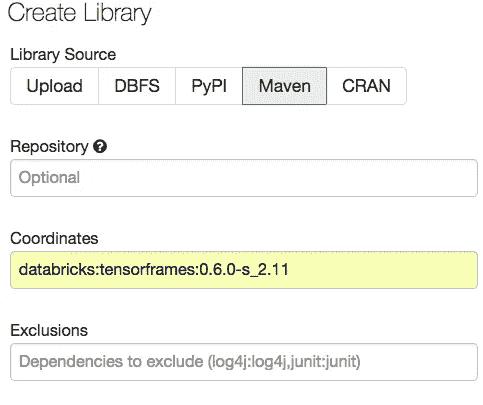 Create Library
Library Source
Upload DBFS PyPI Maven CRAN
Repository ?
Optional
Coordinates
databricks:tensorframes:0.6.0-s_2.11
Exclusions
Dependencies to exclude (log4j:log4j,junit:junit)